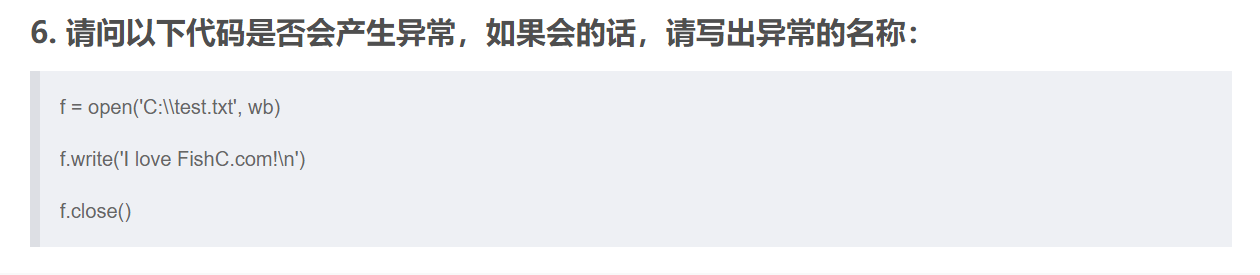 6. 请问以下代码是否会产生异常，如果会的话，请写出异常的名称：
f = open('C:\\test.txt', wb)
f.write('I love FishC.com!\n')
f.close()